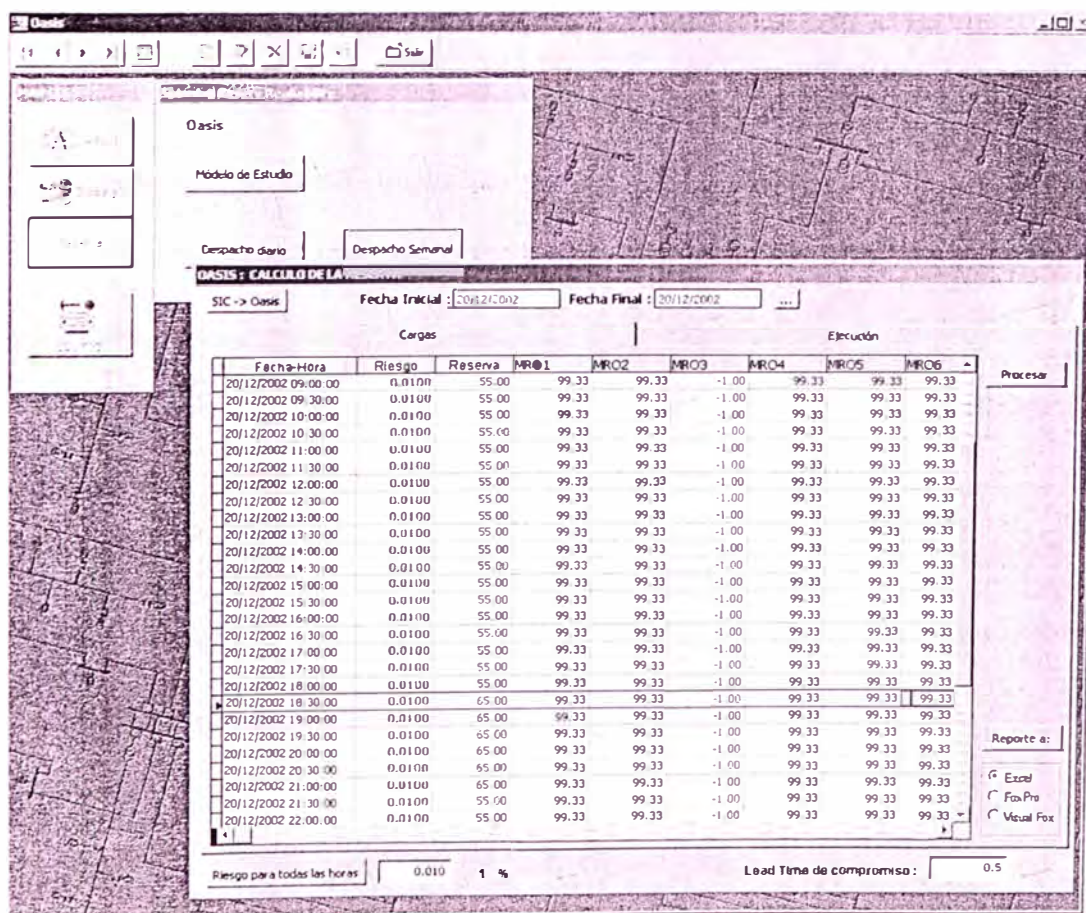 Oasis
Salir
Oasis
Módelo de Estudio
Despacho diario Despacho Semanal
OASIS : CALCULO DE LA
SIC -> Oasis Fecha Inicial : 20/12/2002 Fecha Final : 20/12/2002 ...
Cargas Ejecución
Fecha-Hora Riesgo Reserva MRO1 MRO2 MRO3 MRO4 MRO5 MRO6
Procesar
20/12/2002 09:00:00 0.0100 55.00 99.33 99.33 -1.00 99.33 99.33 99.33
20/12/2002 09:30:00 0.0100 55.00 99.33 99.33 -1.00 99.33 99.33 99.33
20/12/2002 10:00:00 0.0100 55.00 99.33 99.33 -1.00 99.33 99.33 99.33
20/12/2002 10:30:00 0.0100 55.00 99.33 99.33 -1.00 99.33 99.33 99.33
20/12/2002 11:00:00 0.0100 55.00 99.33 99.33 -1.00 99.33 99.33 99.33
20/12/2002 11:30:00 0.0100 55.00 99.33 99.33 -1.00 99.33 99.33 99.33
20/12/2002 12:00:00 0.0100 55.00 99.33 99.33 -1.00 99.33 99.33 99.33
20/12/2002 12:30:00 0.0100 55.00 99.33 99.33 -1.00 99.33 99.33 99.33
20/12/2002 13:00:00 0.0100 55.00 99.33 99.33 -1.00 99.33 99.33 99.33
20/12/2002 13:30:00 0.0100 55.00 99.33 99.33 -1.00 99.33 99.33 99.33
20/12/2002 14:00:00 0.0100 55.00 99.33 99.33 -1.00 99.33 99.33 99.33
20/12/2002 14:30:00 0.0100 55.00 99.33 99.33 -1.00 99.33 99.33 99.33
20/12/2002 15:00:00 0.0100 55.00 99.33 99.33 -1.00 99.33 99.33 99.33
20/12/2002 15:30:00 0.0100 55.00 99.33 99.33 -1.00 99.33 99.33 99.33
20/12/2002 16:00:00 0.0100 55.00 99.33 99.33 -1.00 99.33 99.33 99.33
20/12/2002 16:30:00 0.0100 55.00 99.33 99.33 -1.00 99.33 99.33 99.33
20/12/2002 17:00:00 0.0100 55.00 99.33 99.33 -1.00 99.33 99.33 99.33
20/12/2002 17:30:00 0.0100 55.00 99.33 99.33 -1.00 99.33 99.33 99.33
20/12/2002 18:00:00 0.0100 55.00 99.33 99.33 -1.00 99.33 99.33 99.33
20/12/2002 18:30:00 0.0100 65.00 99.33 99.33 -1.00 99.33 99.33 99.33
20/12/2002 19:00:00 0.0100 65.00 99.33 99.33 -1.00 99.33 99.33 99.33
20/12/2002 19:30:00 0.0100 65.00 99.33 99.33 -1.00 99.33 99.33 99.33
20/12/2002 20:00:00 0.0100 65.00 99.33 99.33 -1.00 99.33 99.33 99.33
20/12/2002 20:30:00 0.0100 65.00 99.33 99.33 -1.00 99.33 99.33 99.33
20/12/2002 21:00:00 0.0100 65.00 99.33 99.33 -1.00 99.33 99.33 99.33
20/12/2002 21:30:00 0.0100 55.00 99.33 99.33 -1.00 99.33 99.33 99.33
20/12/2002 22:00:00 0.0100 55.00 99.33 99.33 -1.00 99.33 99.33 99.33
Reporte a:
Excel
Fox Pro
Visual Fox
Riesgo para todas las horas 0.010 1 % Lead Time de compromiso : 0.5